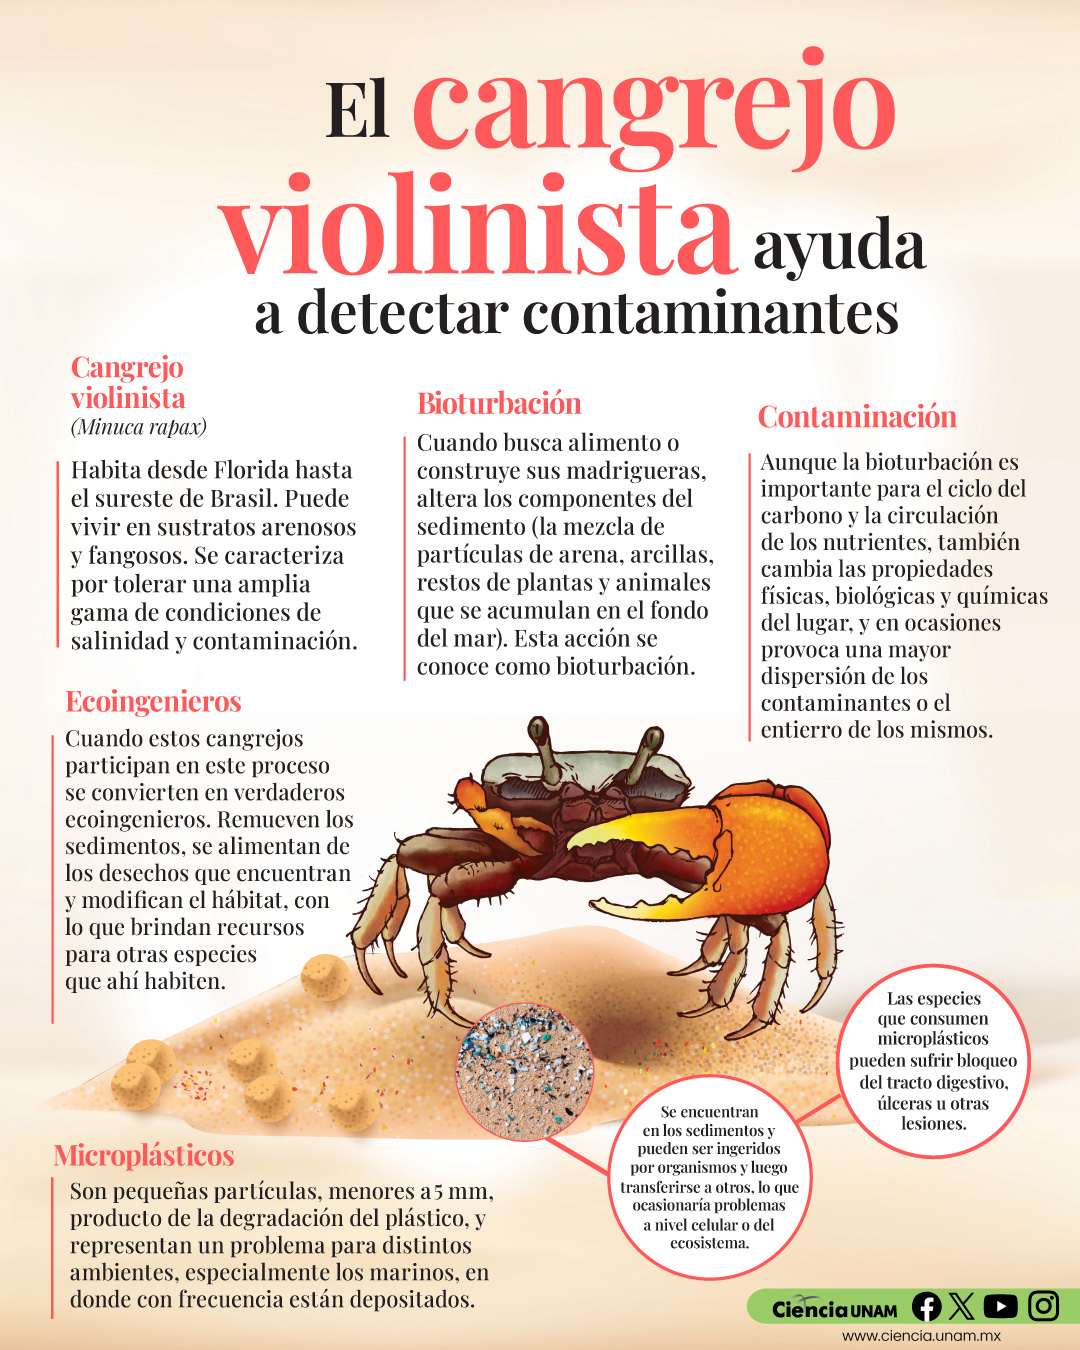 El cangrejo
violinista ayuda
a detectar contaminantes
Cangrejo
violinista
(Minuca rapax)
Habita desde Florida hasta
el sureste de Brasil. Puede
vivir en sustratos arenosos
y fangosos. Se caracteriza
por tolerar una amplia
gama de condiciones de
salinidad y contaminación.
Bioturbación
Cuando busca alimento o
construye sus madrigueras,
altera los componentes del
sedimento (la mezcla de
partículas de arena, arcillas,
restos de plantas y animales
que se acumulan en el fondo
del mar). Esta acción se
conoce como bioturbación.
Contaminación
Aunque la bioturbación es
importante para el ciclo del
carbono y la circulación
de los nutrientes, también
cambia las propiedades
físicas, biológicas y químicas
del lugar, y en ocasiones
provoca una mayor
dispersión de los
contaminantes o el
entierro de los mismos.
Ecoingenieros
Cuando estos cangrejos
participan en este proceso
se convierten en verdaderos
ecoingenieros. Remueven los
sedimentos, se alimentan de
los desechos que encuentran
y modifican el hábitat, con
lo que brindan recursos
para otras especies
que ahí habiten.
Microplásticos
Son pequeñas partículas, menores a 5 mm,
producto de la degradación del plástico, y
representan un problema para distintos
ambientes, especialmente los marinos, en
donde con frecuencia están depositados.
Se encuentran
en los sedimentos y
pueden ser ingeridos
por organismos y luego
transferirse a otros, lo que
ocasionaría problemas
a nivel celular o del
ecosistema.
Las especies
que consumen
microplásticos
pueden sufrir bloqueo
del tracto digestivo,
úlceras u otras
lesiones.
Ciencia UNAM
www.ciencia.unam.mx